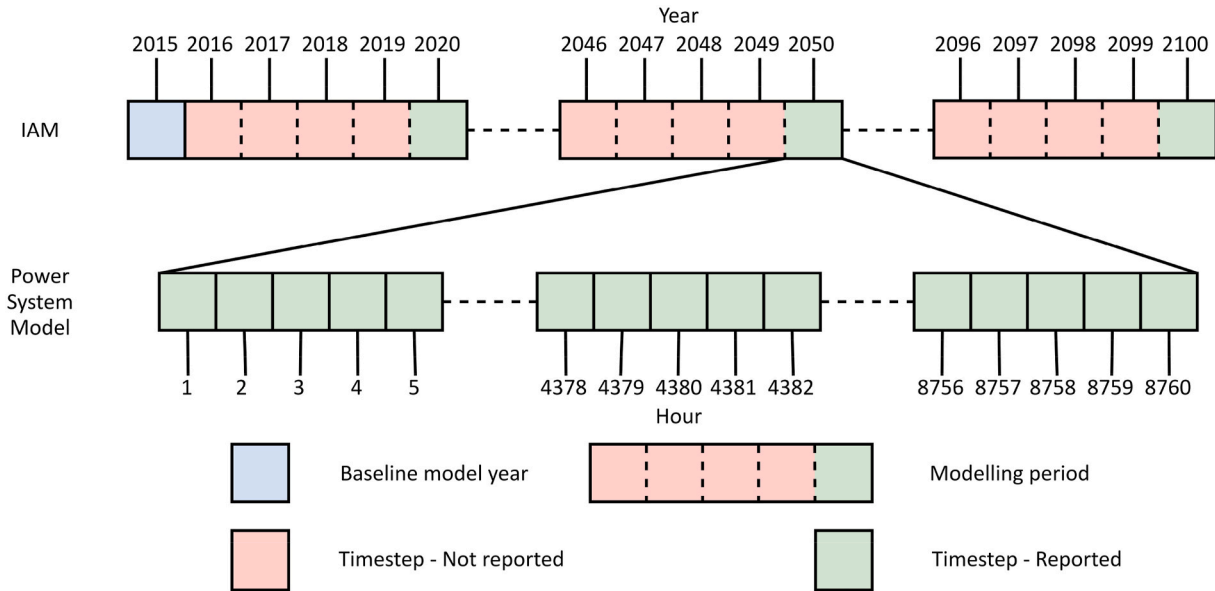 Year
2015 2016 2017 2018 2019 2020 2046 2047 2048 2049 2050 2096 2097 2098 2099 2100
IAM
Power
System
Model
1 2 3 4 5 4378 4379 4380 4381 4382 8756 8757 8758 8759 8760
Hour
Baseline model year Modelling period
Timestep - Not reported Timestep - Reported